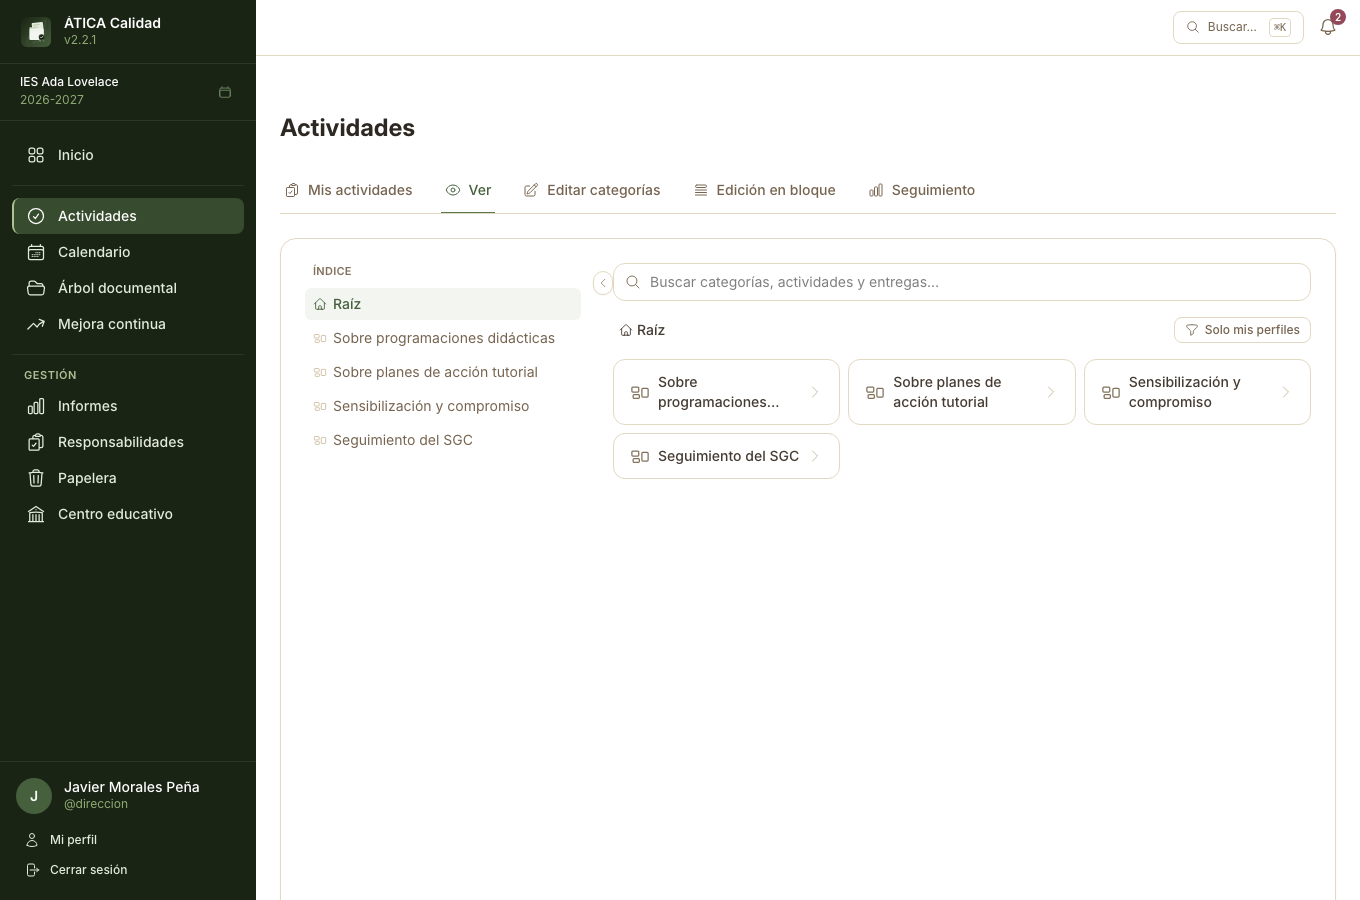 ÁTICA Calidad
v2.2.1
IES Ada Lovelace
2026-2027
Inicio
Actividades
Calendario
Árbol documental
Mejora continua
GESTIÓN
Informes
Responsabilidades
Papelera
Centro educativo
J
Javier Morales Peña
@direccion
Mi perfil
Cerrar sesión
Buscar... ⌘K
2
Actividades
Mis actividades
Ver
Editar categorías
Edición en bloque
Seguimiento
ÍNDICE
Raíz
Sobre programaciones didácticas
Sobre planes de acción tutorial
Sensibilización y compromiso
Seguimiento del SGC
Buscar categorías, actividades y entregas...
Raíz
Solo mis perfiles
Sobre
programaciones...
Sobre planes de
acción tutorial
Sensibilización y
compromiso
Seguimiento del SGC